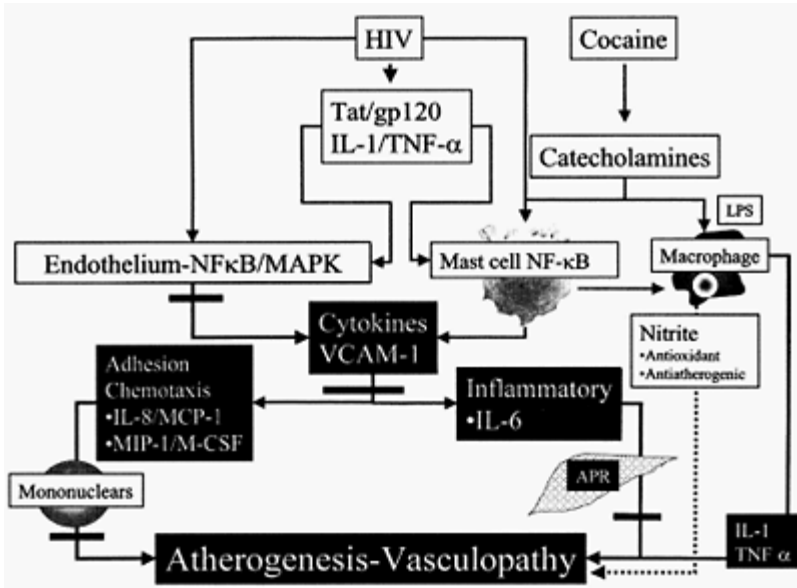 HIV
Cocaine
Tat/gp120
IL-1/TNF-α
Catecholamines
LPS
Endothelium-NFκB/MAPK
Mast cell NF-κB
Macrophage
Cytokines
VCAM-1
Nitrite
•Antioxidant
•Antiatherogenic
Adhesion
Chemotaxis
•IL-8/MCP-1
•MIP-1/M-CSF
Inflammatory
•IL-6
APR
Mononuclears
IL-1
TNF α
Atherogenesis-Vasculopathy